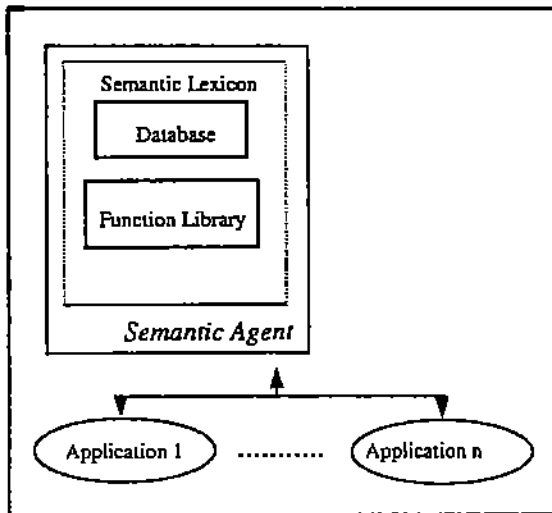 Semantic Lexicon
Database
Function Library
Semantic Agent
Application 1
Application n